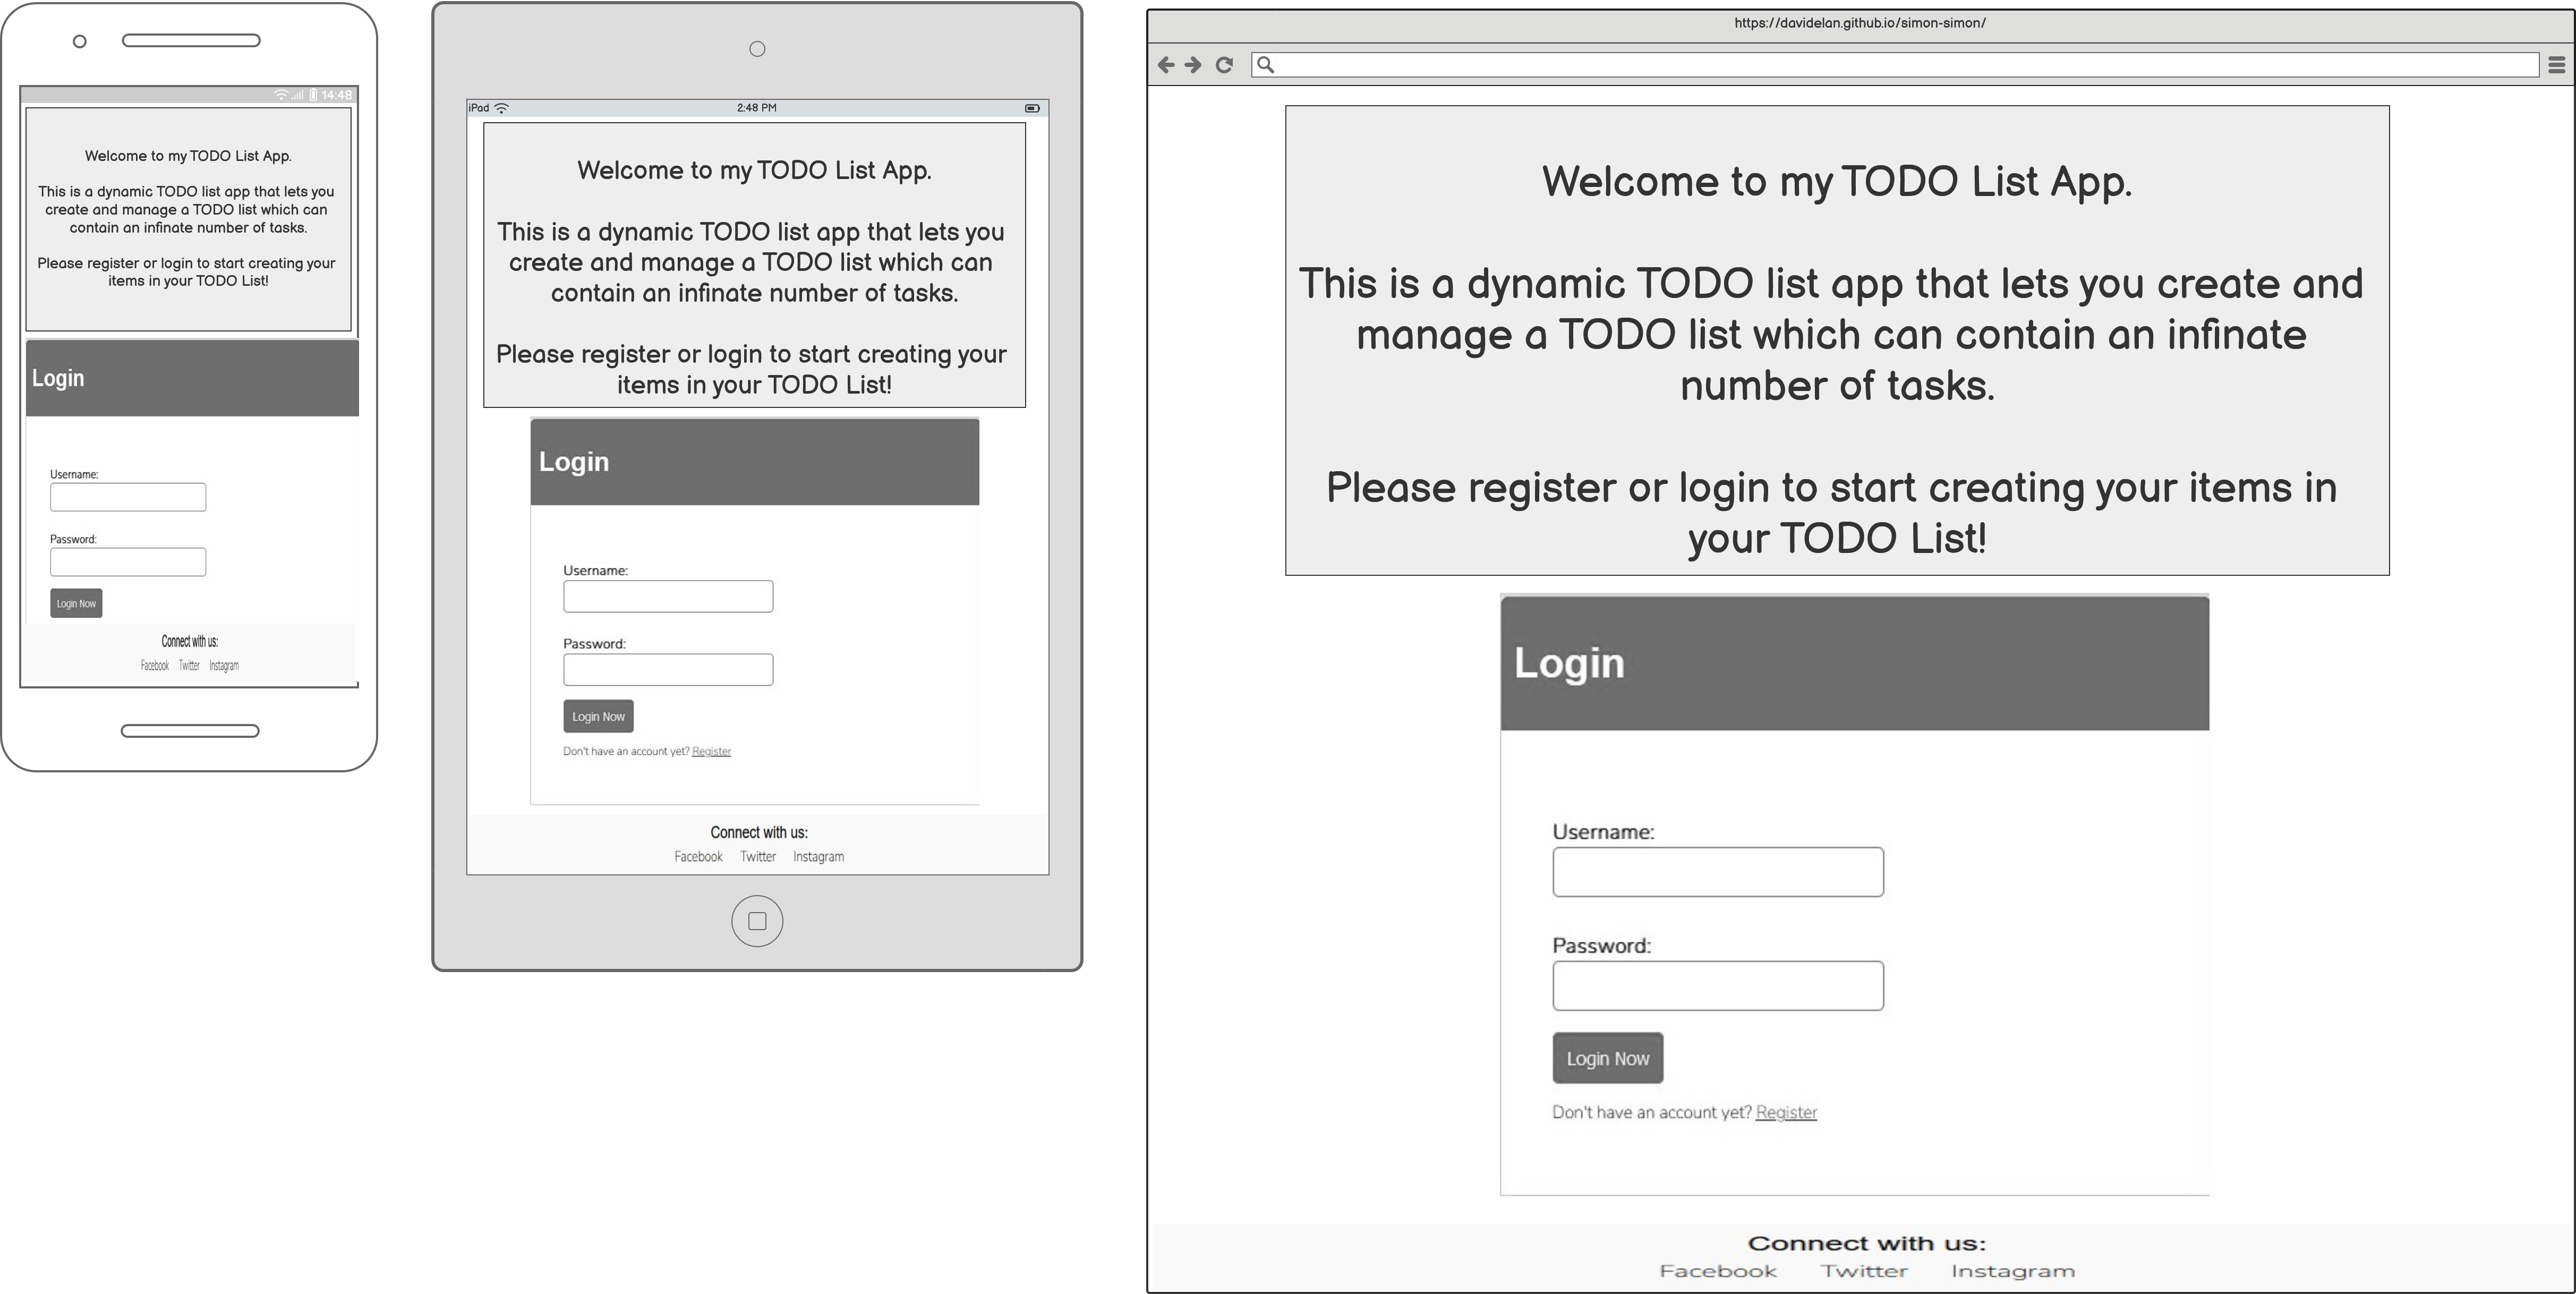 14:48
Welcome to my TODO List App.
This is a dynamic TODO list app that lets you
create and manage a TODO list which can
contain an infinate number of tasks.
Please register or login to start creating your
items in your TODO List!
Login
Username:
Password:
Login Now
Connect with us:
Facebook Twitter Instagram
iPad 2:48 PM
Welcome to my TODO List App.
This is a dynamic TODO list app that lets you
create and manage a TODO list which can
contain an infinate number of tasks.
Please register or login to start creating your
items in your TODO List!
Login
Username:
Password:
Login Now
Don't have an account yet? Register
Connect with us:
Facebook Twitter Instagram
https://davidelan.github.io/simon-simon/
Welcome to my TODO List App.
This is a dynamic TODO list app that lets you create and
manage a TODO list which can contain an infinate
number of tasks.
Please register or login to start creating your items in
your TODO List!
Login
Username:
Password:
Login Now
Don't have an account yet? Register
Connect with us:
Facebook Twitter Instagram